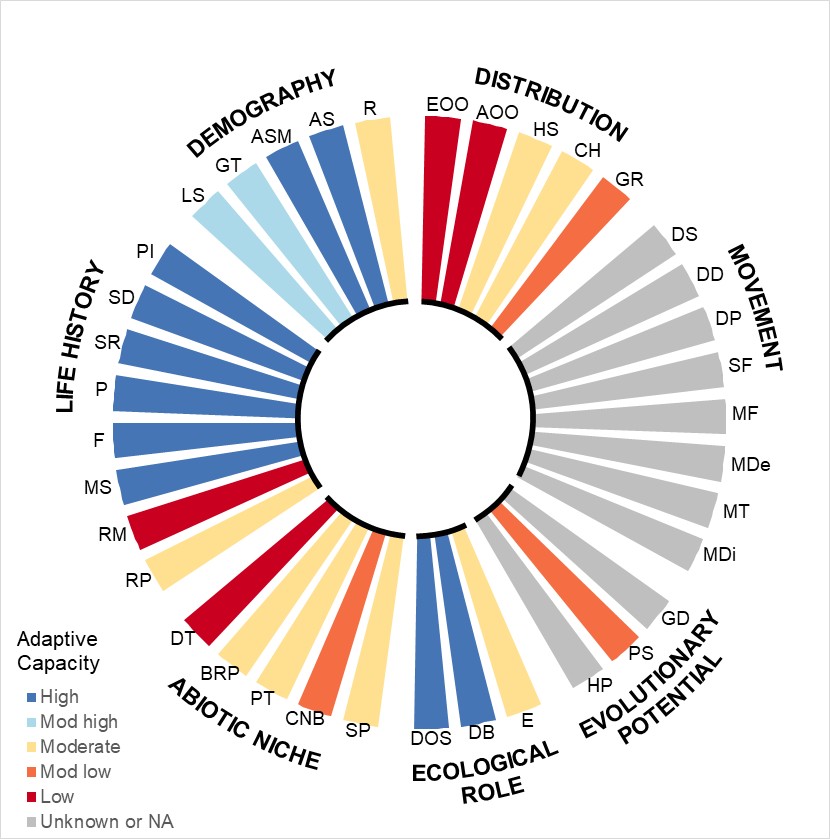 DISTRIBUTION
EOO
AOO
HS
CH
GR
MOVEMENT
DS
DD
DP
SF
MF
MDe
MT
MDi
EVOLUTIONARY
POTENTIAL
GD
PS
HP
ECOLOGICAL
ROLE
E
DB
DOS
ABIOTIC NICHE
SP
CNB
PT
BRP
DT
LIFE HISTORY
RP
RM
MS
F
P
SR
SD
PI
DEMOGRAPHY
LS
GT
ASM
AS
R
Adaptive
Capacity
High
Mod high
Moderate
Mod low
Low
Unknown or NA